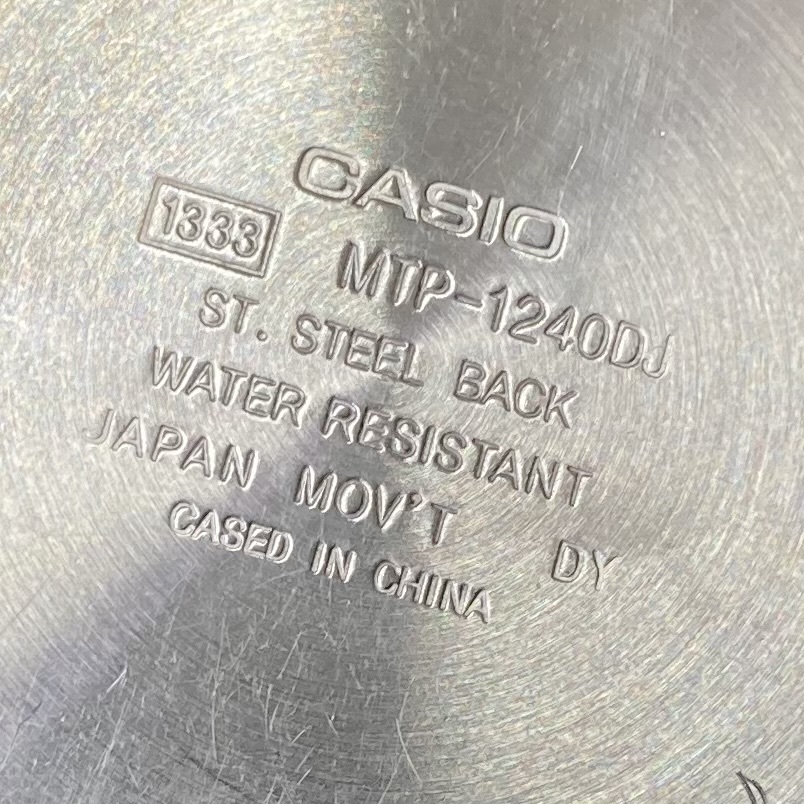 CASIO
1333
MTP-1240DJ
ST. STEEL BACK
WATER RESISTANT
JAPAN MOV'T
DY
CASED IN CHINA